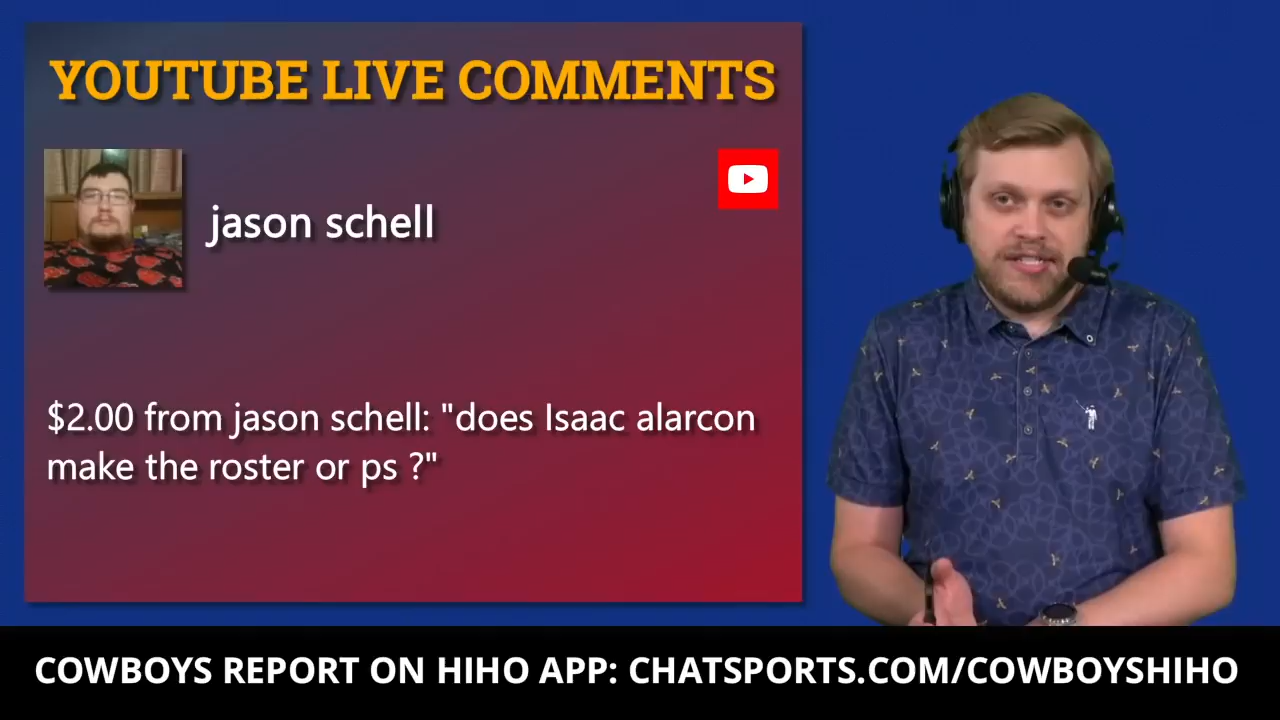 YOUTUBE LIVE COMMENTS
jason schell
$2.00 from jason schell: "does Isaac alarcon
make the roster or ps ?"
COWBOYS REPORT ON HIHO APP: CHATSPORTS.COM/COWBOYSHIHO